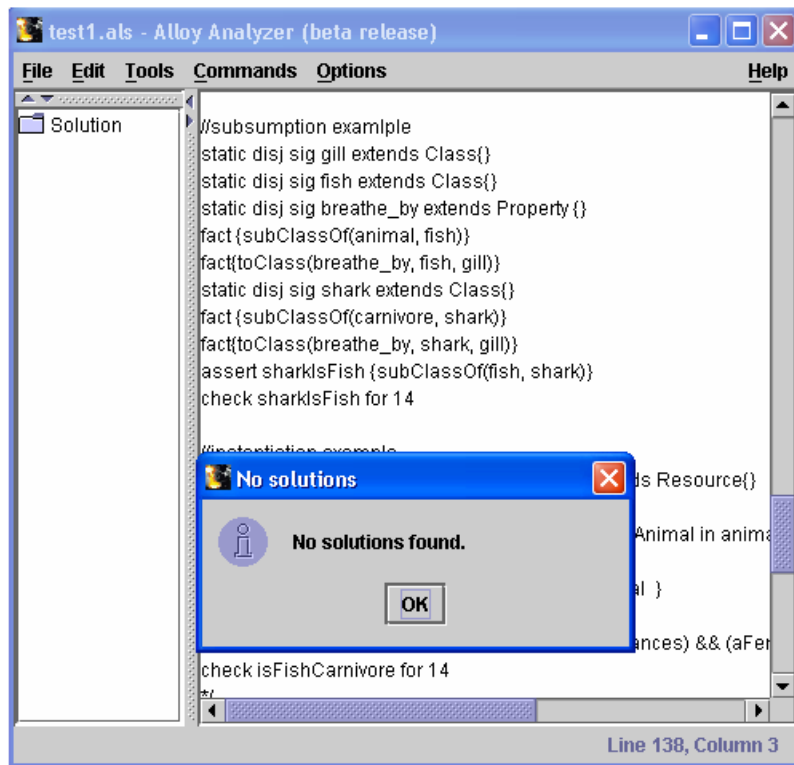 test1.als - Alloy Analyzer (beta release)
File Edit Tools Commands Options Help
Solution
//subsumption examlple
static disj sig gill extends Class{}
static disj sig fish extends Class{}
static disj sig breathe_by extends Property {}
fact {subClassOf(animal, fish)}
fact{toClass(breathe_by, fish, gill)}
static disj sig shark extends Class{}
fact {subClassOf(carnivore, shark)}
fact{toClass(breathe_by, shark, gill)}
assert sharkIsFish {subClassOf(fish, shark)}
check sharkIsFish for 14
No solutions
ds Resource{}
No solutions found.
Animal in anima
OK
al }
ances) && (aFer
check isFishCarnivore for 14
*/
Line 138, Column 3